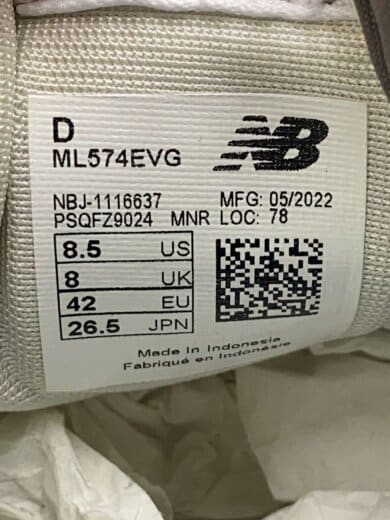 D
NB
ML574EVG
NBJ-1116637 MFG: 05/2022
PSQFZ9024 MNR LOC: 78
8.5 US
8 UK
42 EU
26.5 JPN
Made in Indonesia
Fabriqué en Indonésie